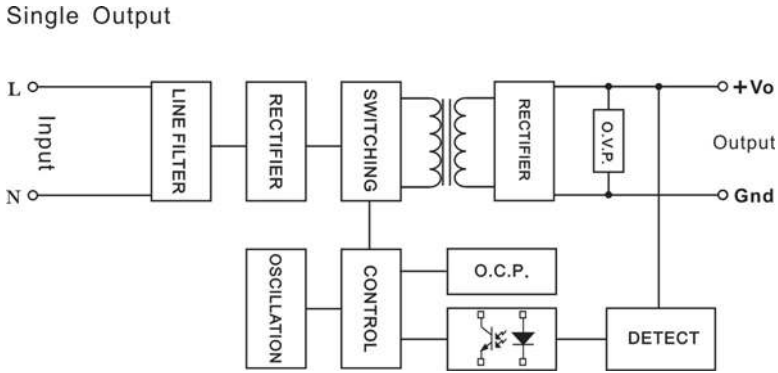 Single Output
L
Input
N
LINE FILTER
RECTIFIER
SWITCHING
RECTIFIER
O.V.P.
+Vo
Output
Gnd
OSCILLATION
CONTROL
O.C.P.
DETECT